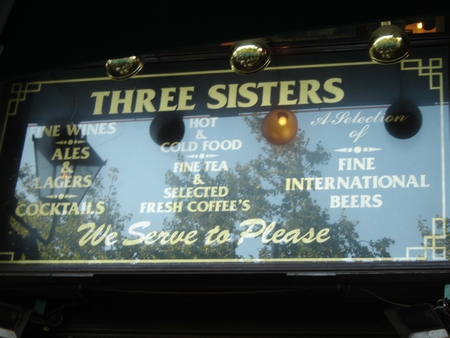 THREE SISTERS
FINE WINES
ALES
&
LAGERS
COCKTAILS
HOT
&
COLD FOOD
FINE TEA
&
SELECTED
FRESH COFFEE'S
A Selection
of
FINE
INTERNATIONAL
BEERS
We Serve to Please